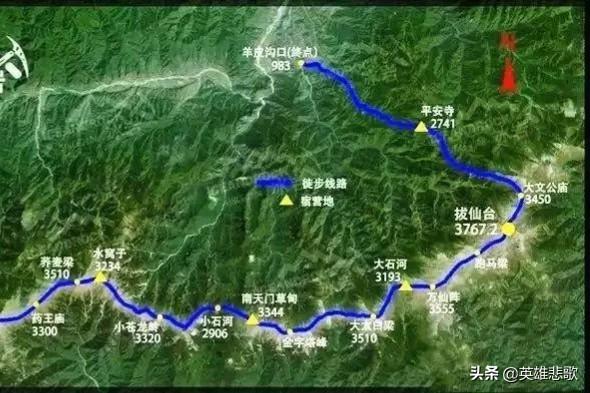 羊皮沟口(终点)
983
平安寺
2741
徒步线路
宿营地
大文公庙
3450
拔仙台
3767.2
跑马梁
大石河
3193
万仙阵
3555
水窝子
3234
荞麦梁
3510
药王庙
3300
小苍龙岭
3320
小石河
2906
南天门草甸
3344
金字塔峰
大太白梁
3510
头条 @英雄悲歌